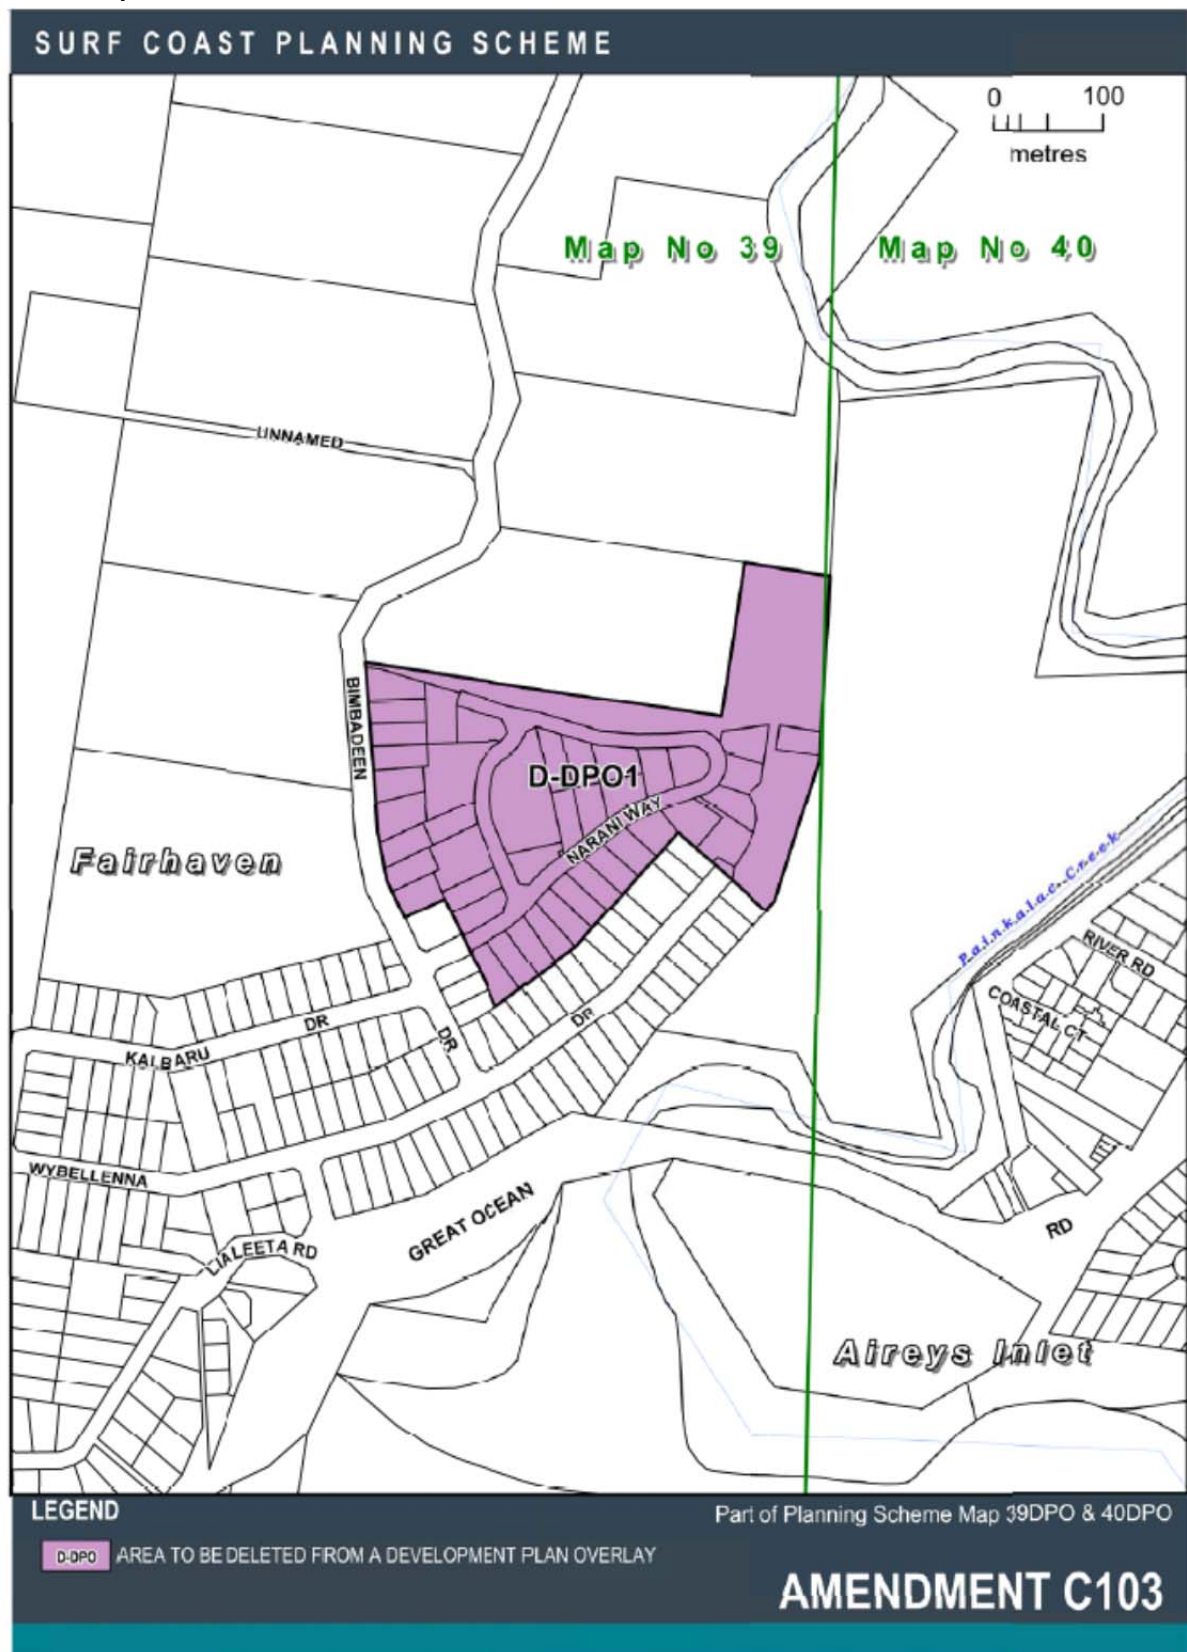 SURF COAST PLANNING SCHEME
0 100
metres
Map No 39
Map No 40
UNNAMED
BIMBADEEN
D-DPO1
NARANI WAY
Fairhaven
Painkalac Creek
RIVER RD
COASTAL CT
DR
DR
DR
KALBARU
WYBELLENNA
GREAT OCEAN
RD
LIALEETA RD
Aireys Inlet
LEGEND
Part of Planning Scheme Map 39DPO & 40DPO
D-DPO AREA TO BE DELETED FROM A DEVELOPMENT PLAN OVERLAY
AMENDMENT C103